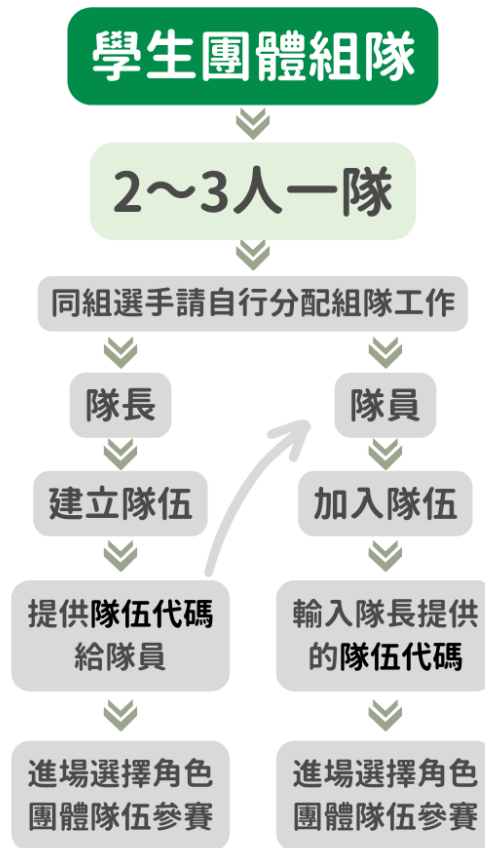 學生團體組隊
2～3人一隊
同組選手請自行分配組隊工作
隊長
建立隊伍
提供隊伍代碼
給隊員
進場選擇角色
團體隊伍參賽
隊員
加入隊伍
輸入隊長提供
的隊伍代碼
進場選擇角色
團體隊伍參賽